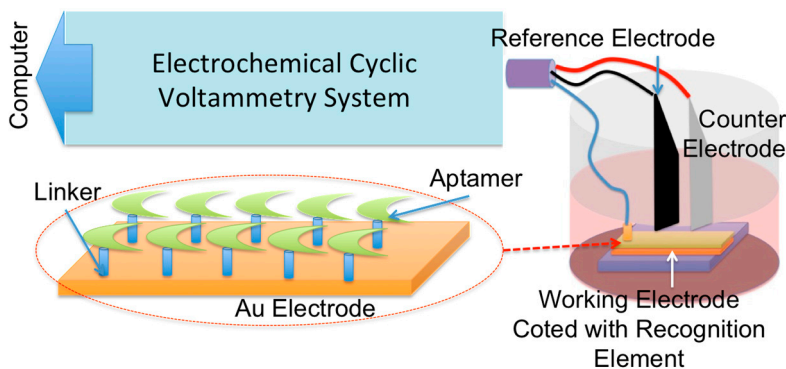 Computer
Electrochemical Cyclic
Voltammetry System
Reference Electrode
Counter
Electrode
Linker
Aptamer
Au Electrode
Working Electrode
Coted with Recognition
Element